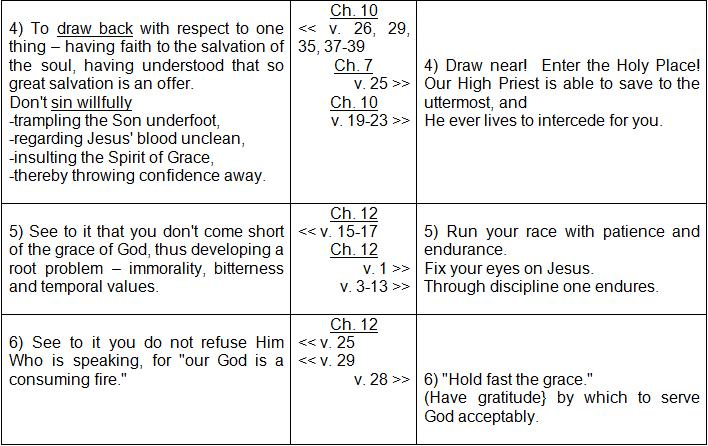 4) To draw back with respect to one
thing – having faith to the salvation of
the soul, having understood that so
great salvation is an offer.
Don't sin willfully
-trampling the Son underfoot,
-regarding Jesus' blood unclean,
-insulting the Spirit of Grace,
-thereby throwing confidence away.
Ch. 10
<< v. 26, 29,
35, 37-39
Ch. 7
v. 25 >>
Ch. 10
v. 19-23 >>
4) Draw near! Enter the Holy Place!
Our High Priest is able to save to the
uttermost, and
He ever lives to intercede for you.
5) See to it that you don't come short
of the grace of God, thus developing a
root problem – immorality, bitterness
and temporal values.
Ch. 12
<< v. 15-17
Ch. 12
v. 1 >>
v. 3-13 >>
5) Run your race with patience and
endurance.
Fix your eyes on Jesus.
Through discipline one endures.
6) See to it you do not refuse Him
Who is speaking, for "our God is a
consuming fire."
Ch. 12
<< v. 25
<< v. 29
v. 28 >>
6) "Hold fast the grace."
(Have gratitude} by which to serve
God acceptably.